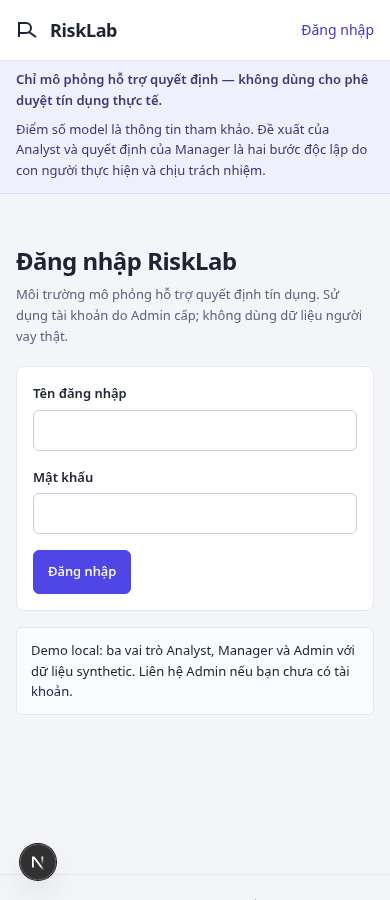 RiskLab
Đăng nhập
Chỉ mô phỏng hỗ trợ quyết định — không dùng cho phê
duyệt tín dụng thực tế.
Điểm số model là thông tin tham khảo. Đề xuất của
Analyst và quyết định của Manager là hai bước độc lập do
con người thực hiện và chịu trách nhiệm.
Đăng nhập RiskLab
Môi trường mô phỏng hỗ trợ quyết định tín dụng. Sử
dụng tài khoản do Admin cấp; không dùng dữ liệu người
vay thật.
Tên đăng nhập
Mật khẩu
Đăng nhập
Demo local: ba vai trò Analyst, Manager và Admin với
dữ liệu synthetic. Liên hệ Admin nếu bạn chưa có tài
khoản.
N